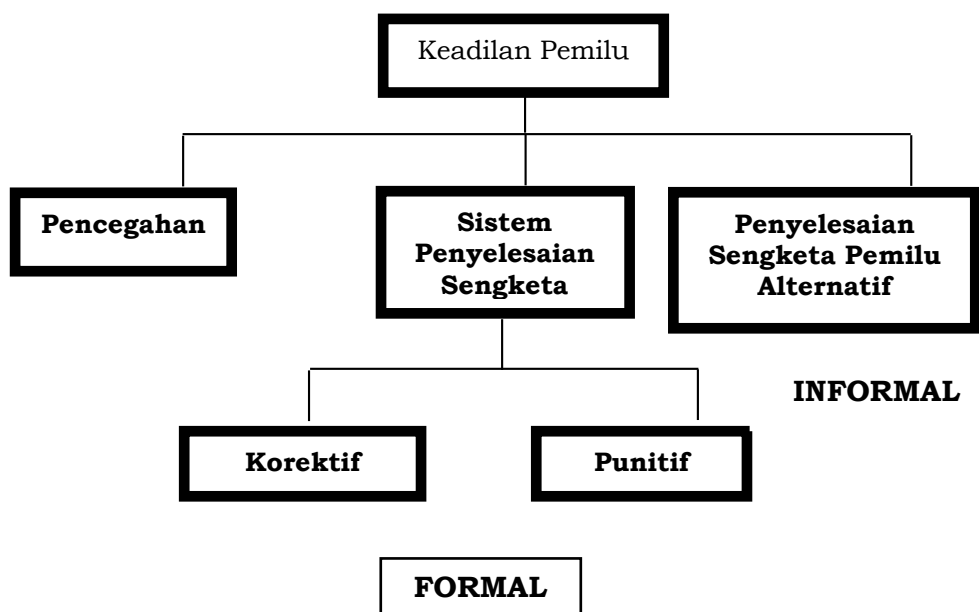 Keadilan Pemilu
Pencegahan
Sistem
Penyelesaian
Sengketa
Penyelesaian
Sengketa Pemilu
Alternatif
INFORMAL
Korektif
Punitif
FORMAL